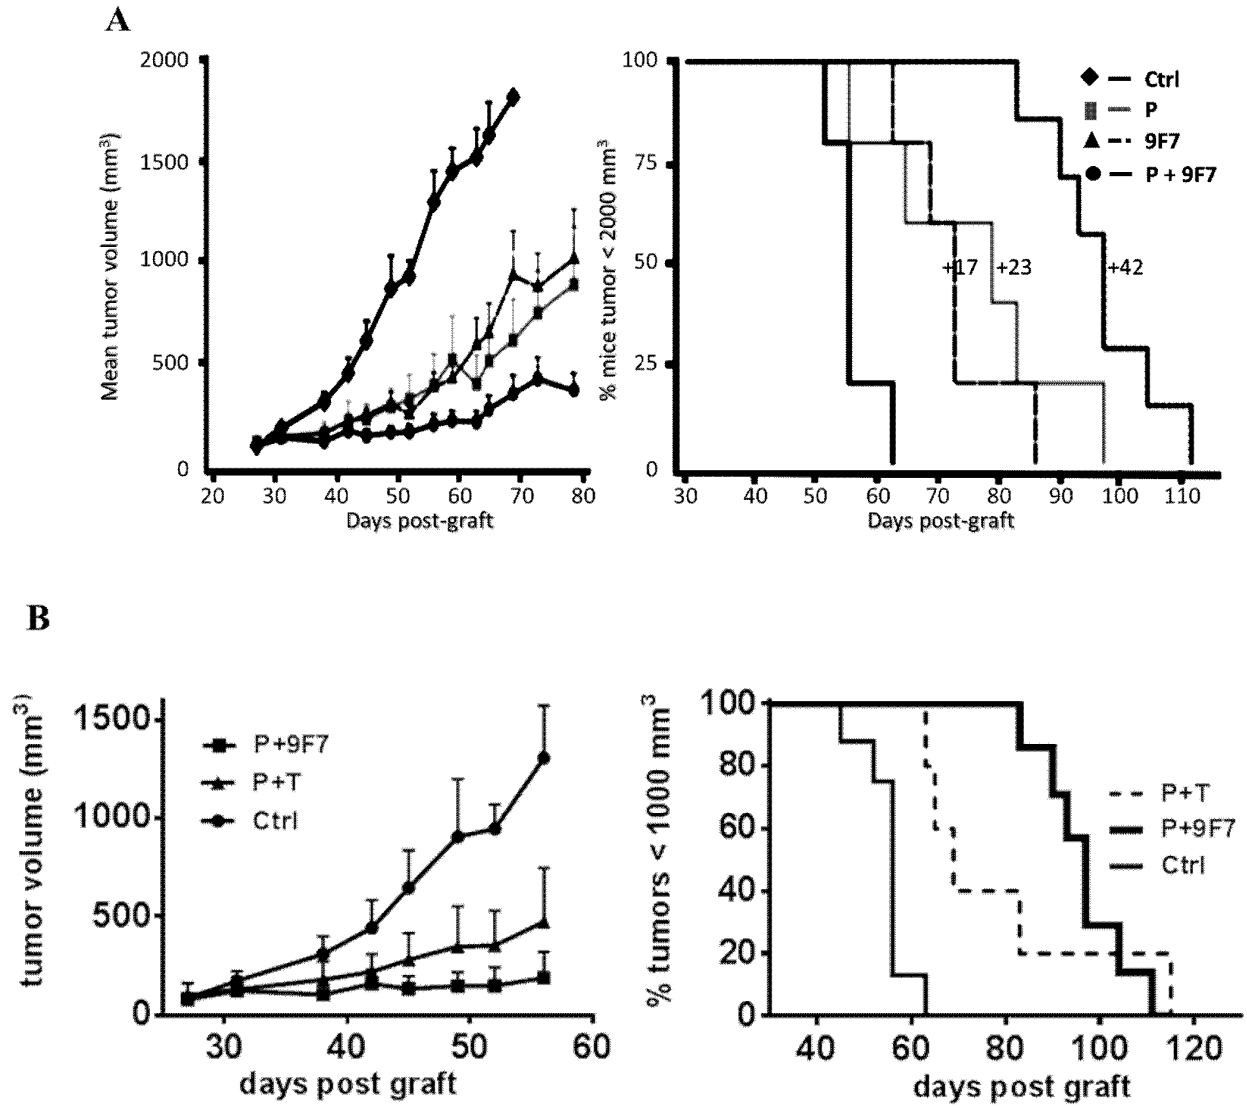 A
Mean tumor volume (mm³)
2000
1500
1000
500
0
20 30 40 50 60 70 80
Days post-graft
% mice tumor < 2000 mm³
100
75
50
25
0
+17 +23 +42
Ctrl
P
9F7
P + 9F7
30 40 50 60 70 80 90 100 110
Days post-graft
B
tumor volume (mm³)
1500
1000
500
0
P+9F7
P+T
Ctrl
30 40 50 60
days post graft
% tumors < 1000 mm³
100
80
60
40
20
0
P+T
P+9F7
Ctrl
40 60 80 100 120
days post graft